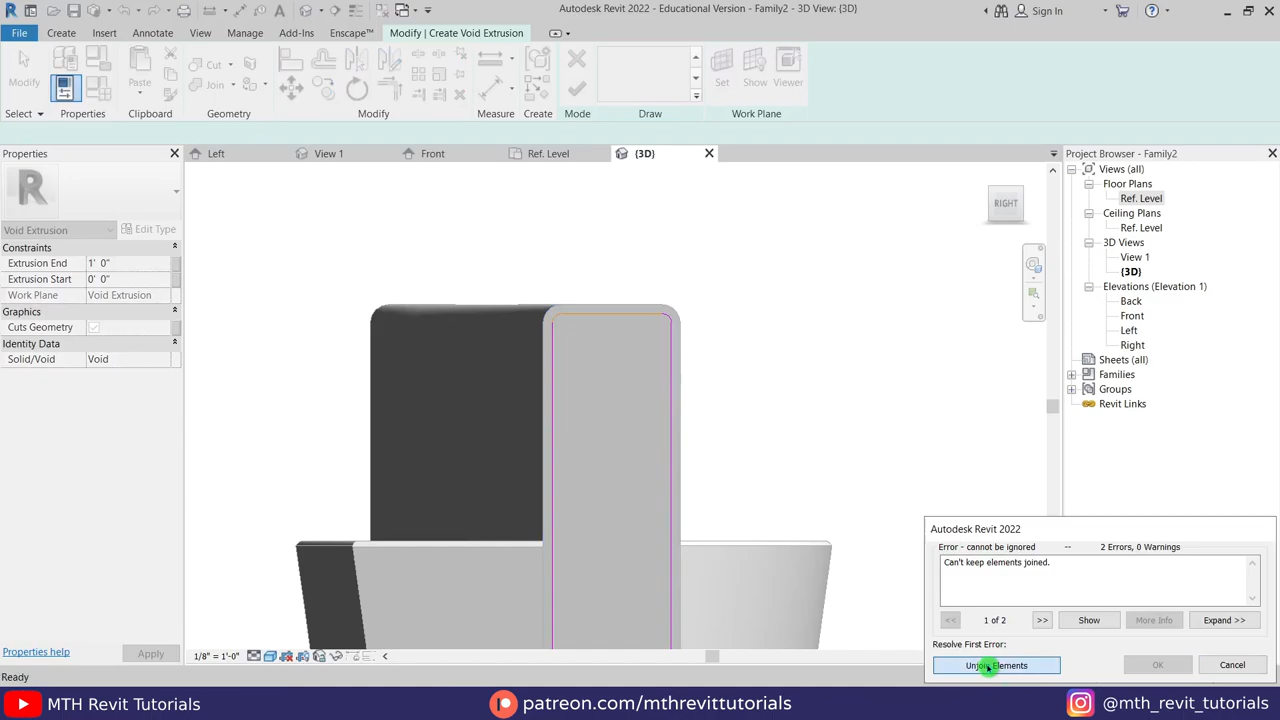 Autodesk Revit 2022 - Educational Version - Family2 - 3D View: {3D}
Sign In
File
Create
Insert
Annotate
View
Manage
Add-Ins
Enscape™
Modify | Create Void Extrusion
Modify
Paste
Cut
Join
Set
Show
Viewer
Select
Properties
Clipboard
Geometry
Modify
Measure
Create
Mode
Draw
Work Plane
Properties
Left
View 1
Front
Ref. Level
{3D}
Project Browser - Family2
R
Void Extrusion
Edit Type
Constraints
Extrusion End
1' 0"
Extrusion Start
0' 0"
Work Plane
Void Extrusion
Graphics
Cuts Geometry
Identity Data
Solid/Void
Void
Properties help
Apply
RIGHT
Views (all)
Floor Plans
Ref. Level
Ceiling Plans
Ref. Level
3D Views
View 1
{3D}
Elevations (Elevation 1)
Back
Front
Left
Right
Sheets (all)
Families
Groups
Revit Links
Autodesk Revit 2022
Error - cannot be ignored -- 2 Errors, 0 Warnings
Can't keep elements joined.
<<
1 of 2
>>
Show
More Info
Expand >>
Resolve First Error:
Unjoin Elements
OK
Cancel
1/8" = 1'-0"
Ready
MTH Revit Tutorials
patreon.com/mthrevittutorials
@mth_revit_tutorials